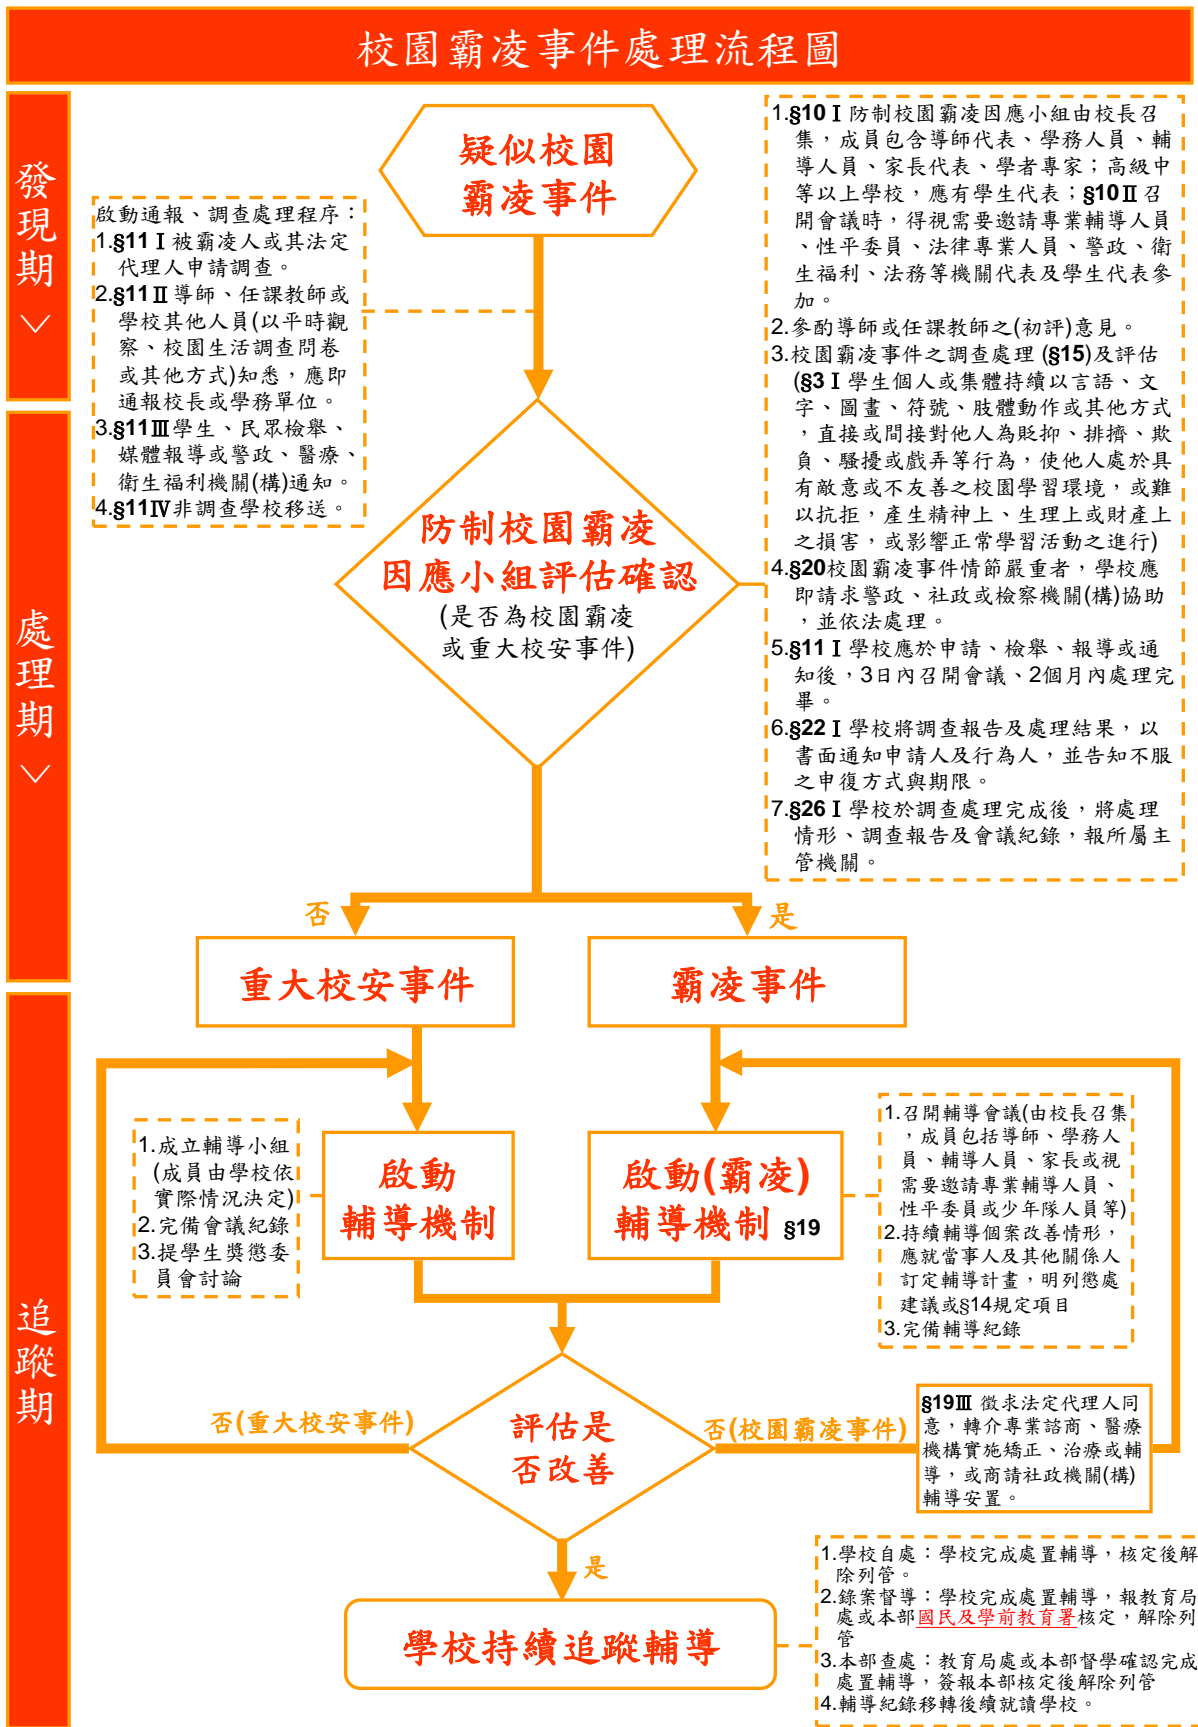 校園霸凌事件處理流程圖
發現期
疑似校園
霸凌事件
啟動通報、調查處理程序：
1.§11Ⅰ被霸凌人或其法定
代理人申請調查。
2.§11Ⅱ導師、任課教師或
學校其他人員(以平時觀
察、校園生活調查問卷
或其他方式)知悉，應即
通報校長或學務單位。
3.§11Ⅲ學生、民眾檢舉、
媒體報導或警政、醫療、
衛生福利機關(構)通知。
4.§11Ⅳ非調查學校移送。
1.§10Ⅰ防制校園霸凌因應小組由校長召
集，成員包含導師代表、學務人員、輔
導人員、家長代表、學者專家；高級中
等以上學校，應有學生代表；§10Ⅱ召
開會議時，得視需要邀請專業輔導人員
、性平委員、法律專業人員、警政、衛
生福利、法務等機關代表及學生代表參
加。
2.參酌導師或任課教師之(初評)意見。
3.校園霸凌事件之調查處理 (§15)及評估
(§3Ⅰ學生個人或集體持續以言語、文
字、圖畫、符號、肢體動作或其他方式
，直接或間接對他人為貶抑、排擠、欺
負、騷擾或戲弄等行為，使他人處於具
有敵意或不友善之校園學習環境，或難
以抗拒，產生精神上、生理上或財產上
之損害，或影響正常學習活動之進行)
4.§20校園霸凌事件情節嚴重者，學校應
即請求警政、社政或檢察機關(構)協助
，並依法處理。
5.§11Ⅰ學校應於申請、檢舉、報導或通
知後，3日內召開會議、2個月內處理完
畢。
6.§22Ⅰ學校將調查報告及處理結果，以
書面通知申請人及行為人，並告知不服
之申復方式與期限。
7.§26Ⅰ學校於調查處理完成後，將處理
情形、調查報告及會議紀錄，報所屬主
管機關。
處理期
防制校園霸凌
因應小組評估確認
(是否為校園霸凌
或重大校安事件)
否
是
重大校安事件
霸凌事件
追蹤期
1.成立輔導小組
(成員由學校依
實際情況決定)
2.完備會議紀錄
3.提學生獎懲委
員會討論
啟動
輔導機制
啟動(霸凌)
輔導機制 §19
1.召開輔導會議(由校長召集
，成員包括導師、學務人
員、輔導人員、家長或視
需要邀請專業輔導人員、
性平委員或少年隊人員等)
2.持續輔導個案改善情形，
應就當事人及其他關係人
訂定輔導計畫，明列懲處
建議或§14規定項目
3.完備輔導紀錄
否(重大校安事件)
評估是
否改善
否(校園霸凌事件)
§19Ⅲ 徵求法定代理人同
意，轉介專業諮商、醫療
機構實施矯正、治療或輔
導，或商請社政機關(構)
輔導安置。
是
學校持續追蹤輔導
1.學校自處：學校完成處置輔導，核定後解
除列管。
2.錄案督導：學校完成處置輔導，報教育局
處或本部國民及學前教育署核定，解除列
管
3.本部查處：教育局處或本部督學確認完成
處置輔導，簽報本部核定後解除列管
4.輔導紀錄移轉後續就讀學校。